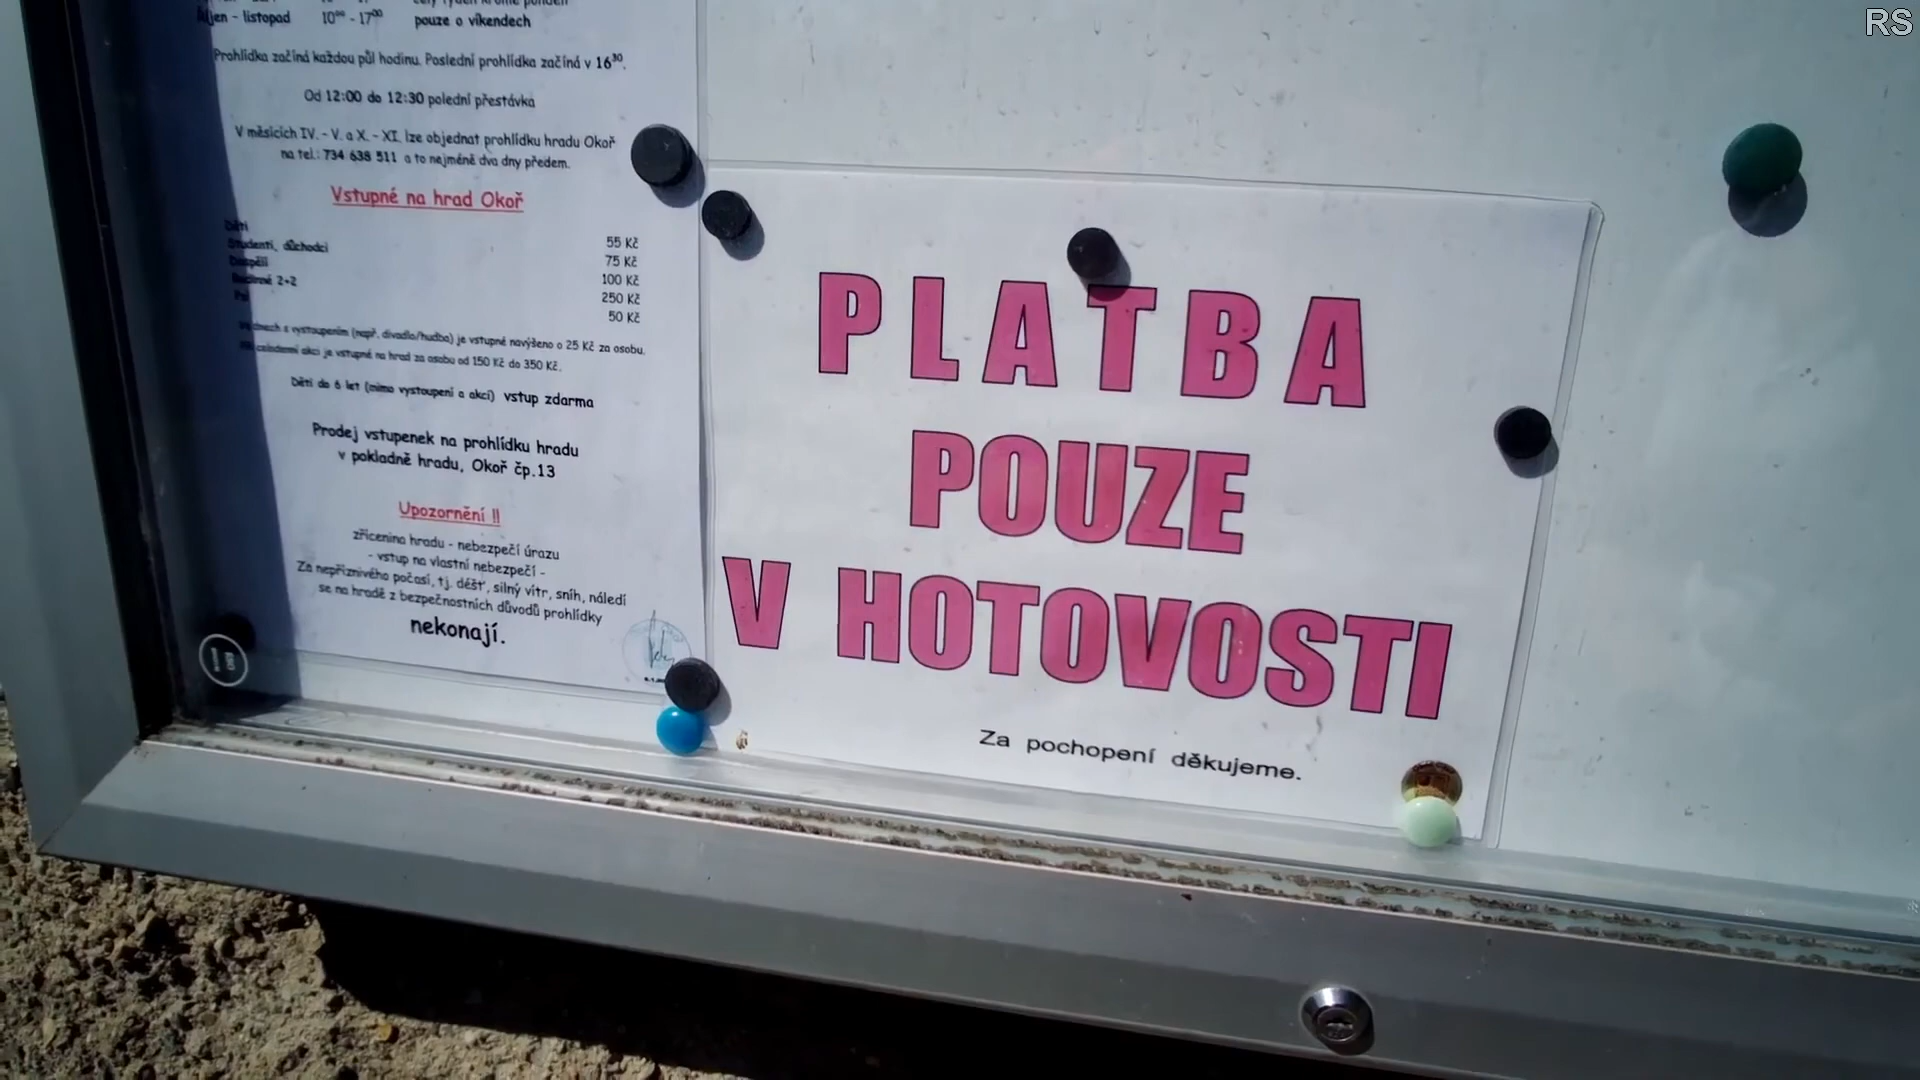 Říjen - listopad 10⁰⁰ - 17⁰⁰ pouze o víkendech
Prohlídka začíná každou půl hodinu. Poslední prohlídka začíná v 16³⁰.
Od 12:00 do 12:30 polední přestávka
V měsících IV. - V. a X. - XI. lze objednat prohlídku hradu Okoř
na tel.: 734 638 511 a to nejméně dva dny předem.
Vstupné na hrad Okoř
Děti 55 Kč
Studenti, důchodci 75 Kč
Dospělí 100 Kč
Rodinné 2+2 250 Kč
Psi 50 Kč
dnech s vystoupením (např. divadlo/hudba) je vstupné navýšeno o 25 Kč za osobu.
celodenní akci je vstupné na hrad za osobu od 150 Kč do 350 Kč.
Děti do 6 let (mimo vystoupení a akcí) vstup zdarma
Prodej vstupenek na prohlídku hradu
v pokladně hradu, Okoř čp.13
Upozornění !!
zřícenina hradu - nebezpečí úrazu
- vstup na vlastní nebezpečí -
Za nepříznivého počasí, tj. déšť, silný vítr, sníh, náledí
se na hradě z bezpečnostních důvodů prohlídky
nekonají.
PLATBA
POUZE
V HOTOVOSTI
Za pochopení děkujeme.
RS